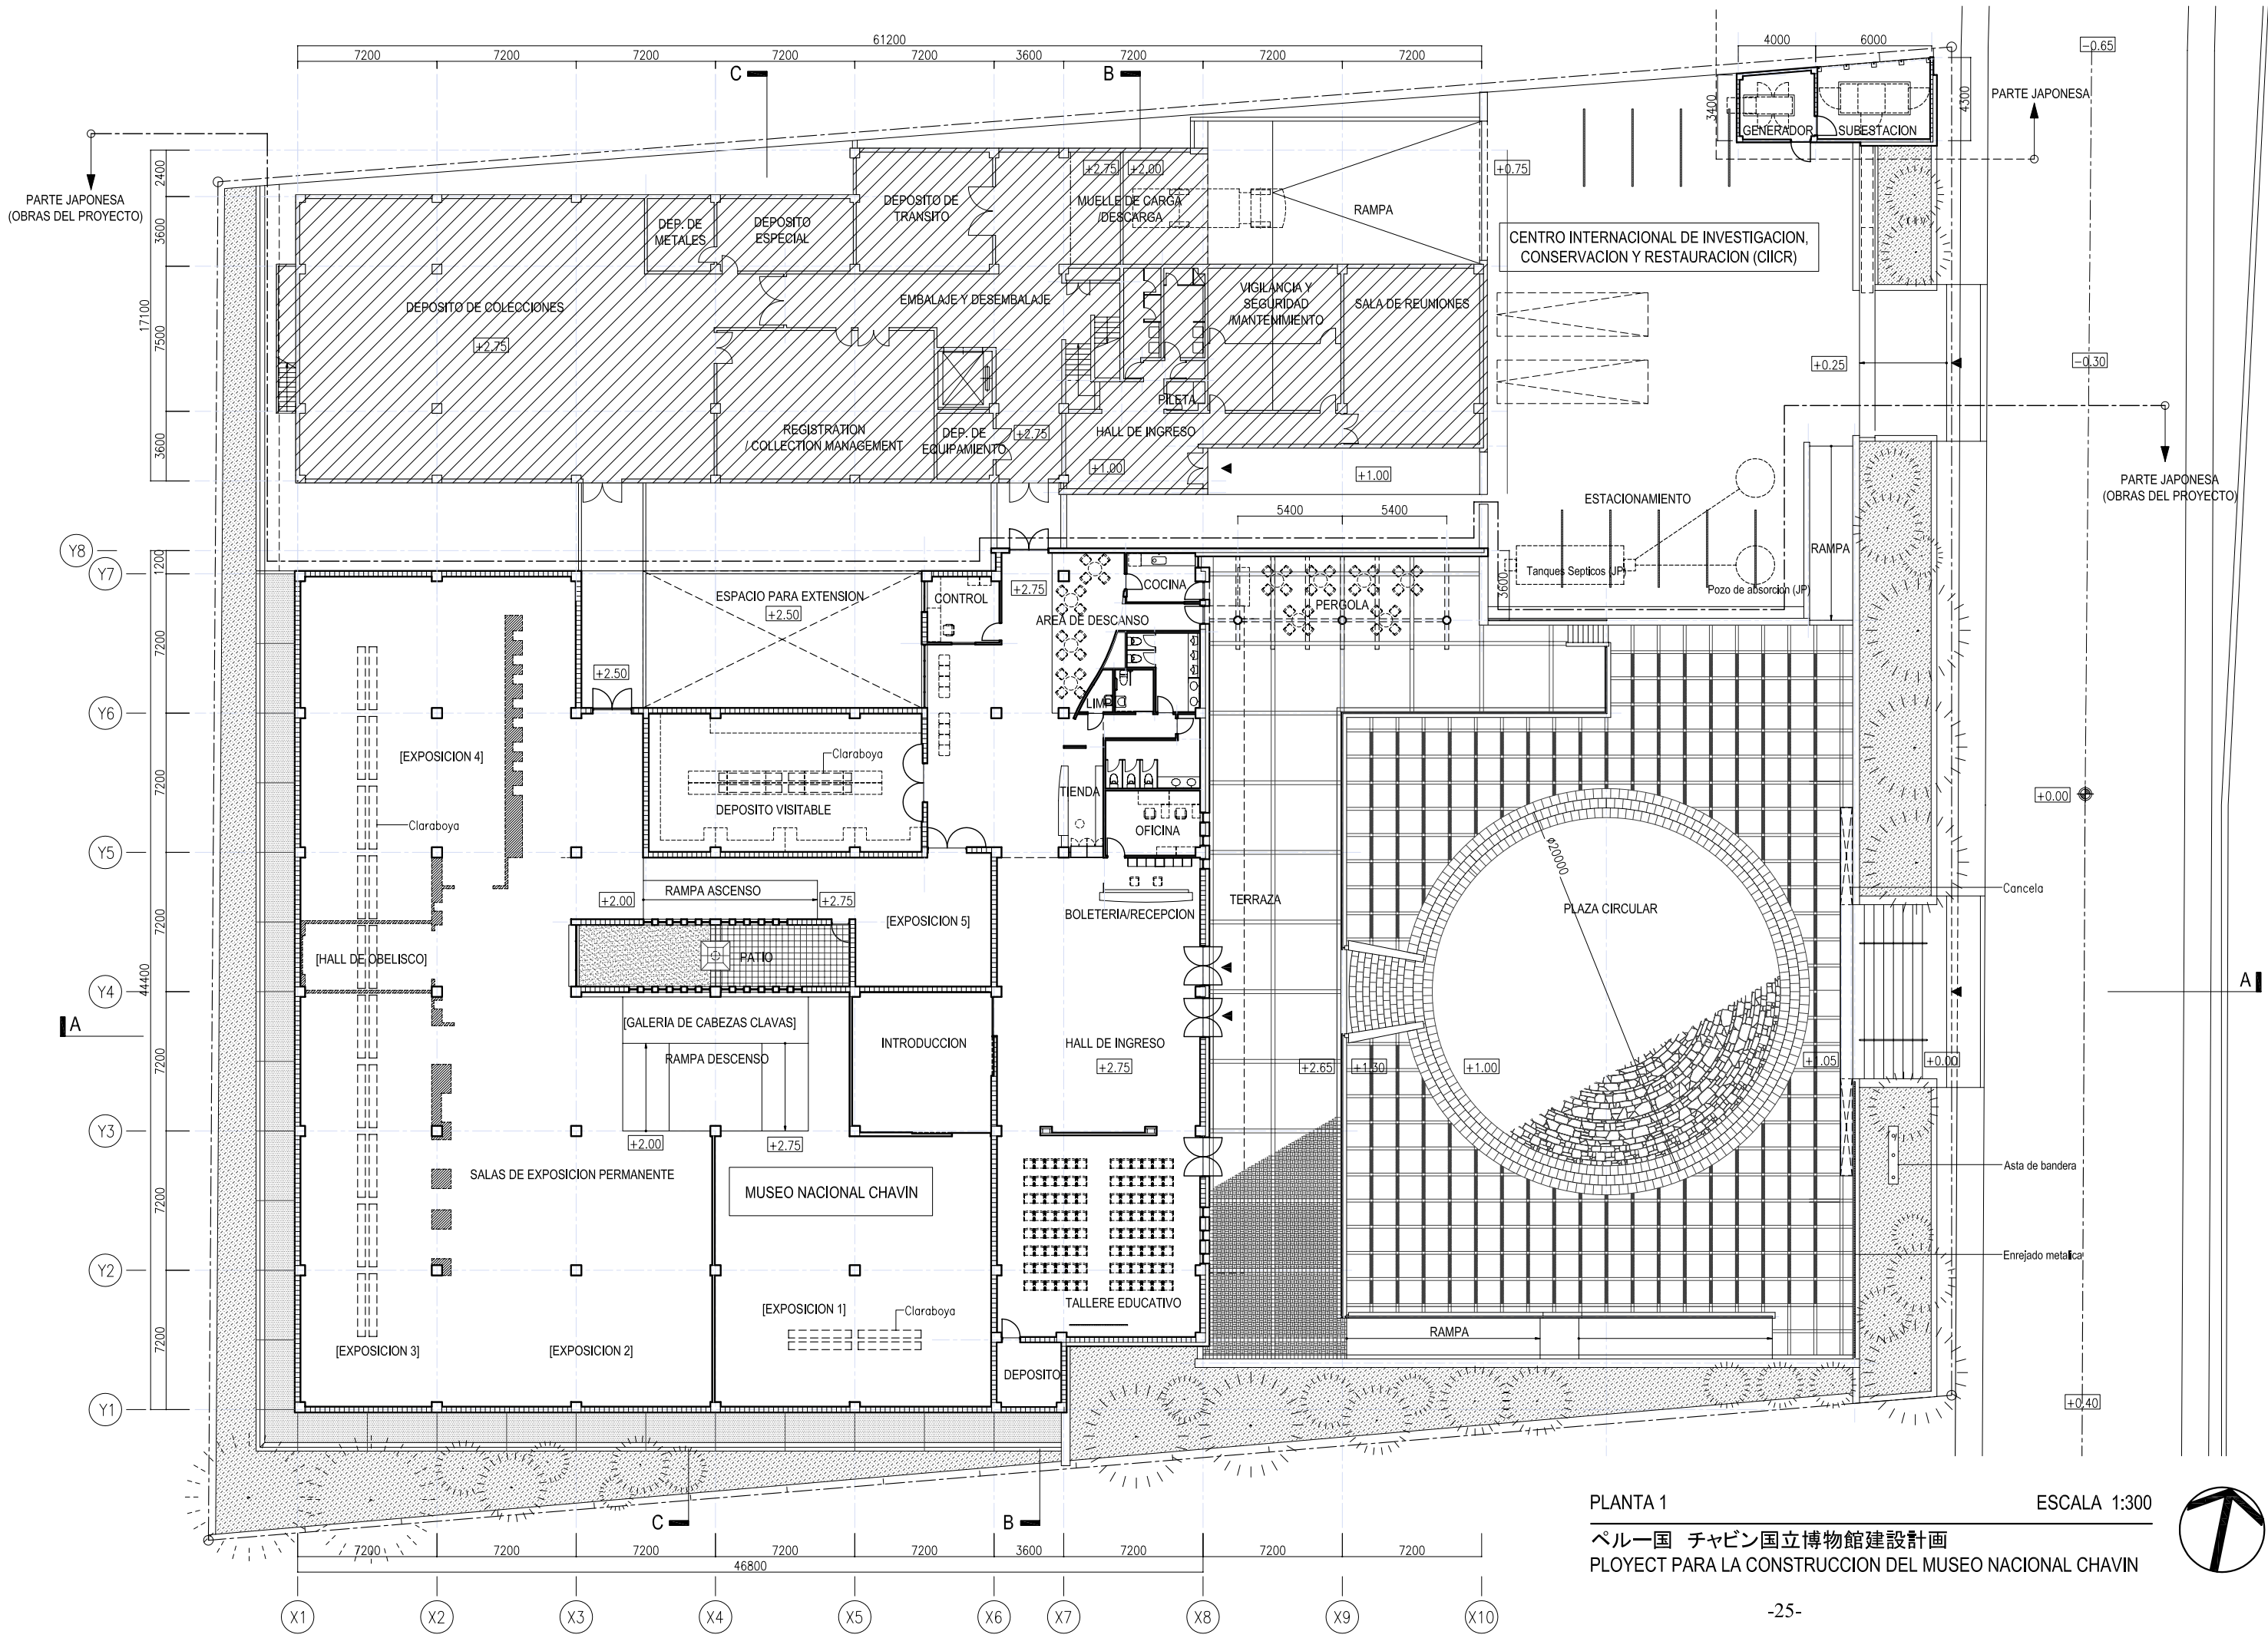 61200
7200 7200 7200 7200 7200 3600 7200 7200 7200
4000 6000
-0.65
C
B
PARTE JAPONESA
3400
4300
GENERADOR
SUBESTACION
PARTE JAPONESA
(OBRAS DEL PROYECTO)
2400
3600
17100
7500
3600
DEP. DE
METALES
DEPOSITO
ESPECIAL
DEPOSITO DE
TRANSITO
+2.75
+2.00
MUELLE DE CARGA
/DESCARGA
RAMPA
+0.75
CENTRO INTERNACIONAL DE INVESTIGACION,
CONSERVACION Y RESTAURACION (CIICR)
DEPOSITO DE COLECCIONES
+2.75
EMBALAJE Y DESEMBALAJE
VIGILANCIA Y
SEGURIDAD
/MANTENIMIENTO
SALA DE REUNIONES
+0.25
-0.30
PILETA
REGISTRATION
/ COLLECTION MANAGEMENT
DEP. DE
EQUIPAMIENTO
+2.75
HALL DE INGRESO
+1.00
+1.00
PARTE JAPONESA
(OBRAS DEL PROYECTO)
ESTACIONAMIENTO
5400 5400
3600
RAMPA
Tanques Septicos (JP)
Pozo de absorcion (JP)
Y8
Y7
Y6
Y5
Y4
Y3
Y2
Y1
1200
7200
7200
7200
44400
7200
7200
7200
ESPACIO PARA EXTENSION
+2.50
CONTROL
+2.75
COCINA
AREA DE DESCANSO
PERGOLA
+2.50
LIMP
[EXPOSICION 4]
Claraboya
DEPOSITO VISITABLE
TIENDA
OFICINA
Claraboya
+0.00
ø20000
RAMPA ASCENSO
+2.00
+2.75
[EXPOSICION 5]
BOLETERIA/RECEPCION
TERRAZA
PLAZA CIRCULAR
Cancela
[HALL DE OBELISCO]
PATIO
A
A
[GALERIA DE CABEZAS CLAVAS]
RAMPA DESCENSO
INTRODUCCION
HALL DE INGRESO
+2.75
+2.65
+1.30
+1.00
+1.05
+0.00
+2.00
+2.75
SALAS DE EXPOSICION PERMANENTE
MUSEO NACIONAL CHAVIN
Asta de bandera
Enrejado metalica
[EXPOSICION 1]
Claraboya
TALLERE EDUCATIVO
RAMPA
[EXPOSICION 3]
[EXPOSICION 2]
DEPOSITO
+0.40
C
B
7200 7200 7200 7200 7200 3600 7200 7200 7200
46800
X1 X2 X3 X4 X5 X6 X7 X8 X9 X10
PLANTA 1 ESCALA 1:300
ペルー国 チャビン国立博物館建設計画
PLOYECT PARA LA CONSTRUCCION DEL MUSEO NACIONAL CHAVIN
-25-